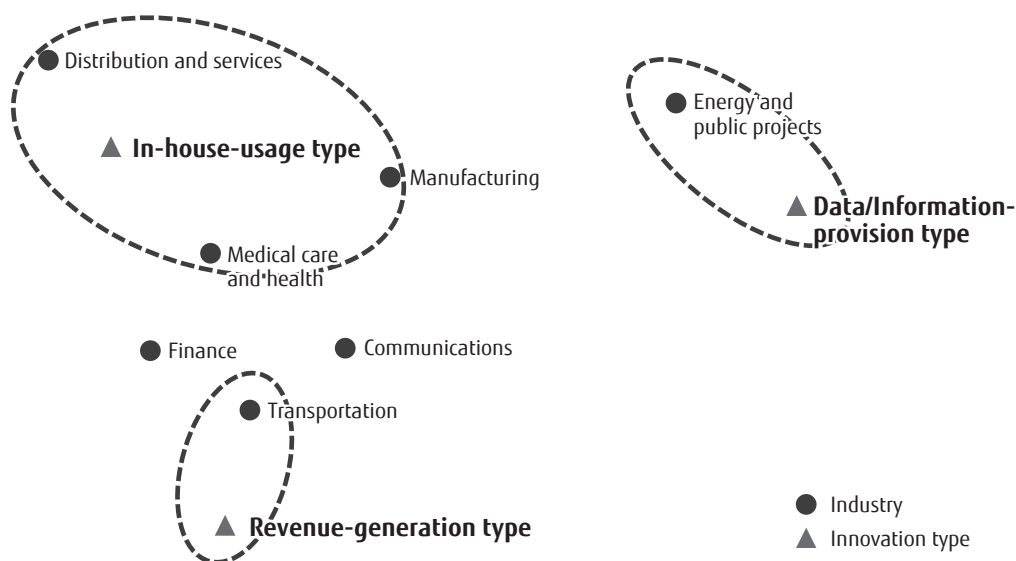 Distribution and services
Energy and
public projects
In-house-usage type
Manufacturing
Data/Information-
provision type
Medical care
and health
Finance
Communications
Transportation
Revenue-generation type
Industry
Innovation type